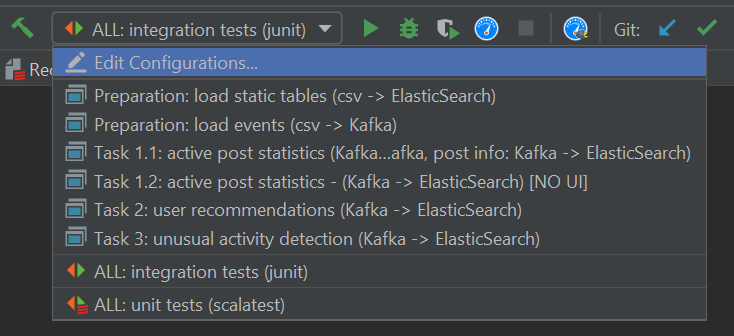 ALL: integration tests (junit)
Git:
Edit Configurations...
Rec
Preparation: load static tables (csv -> ElasticSearch)
Preparation: load events (csv -> Kafka)
Task 1.1: active post statistics (Kafka...afka, post info: Kafka -> ElasticSearch)
Task 1.2: active post statistics - (Kafka -> ElasticSearch) [NO UI]
Task 2: user recommendations (Kafka -> ElasticSearch)
Task 3: unusual activity detection (Kafka -> ElasticSearch)
ALL: integration tests (junit)
ALL: unit tests (scalatest)